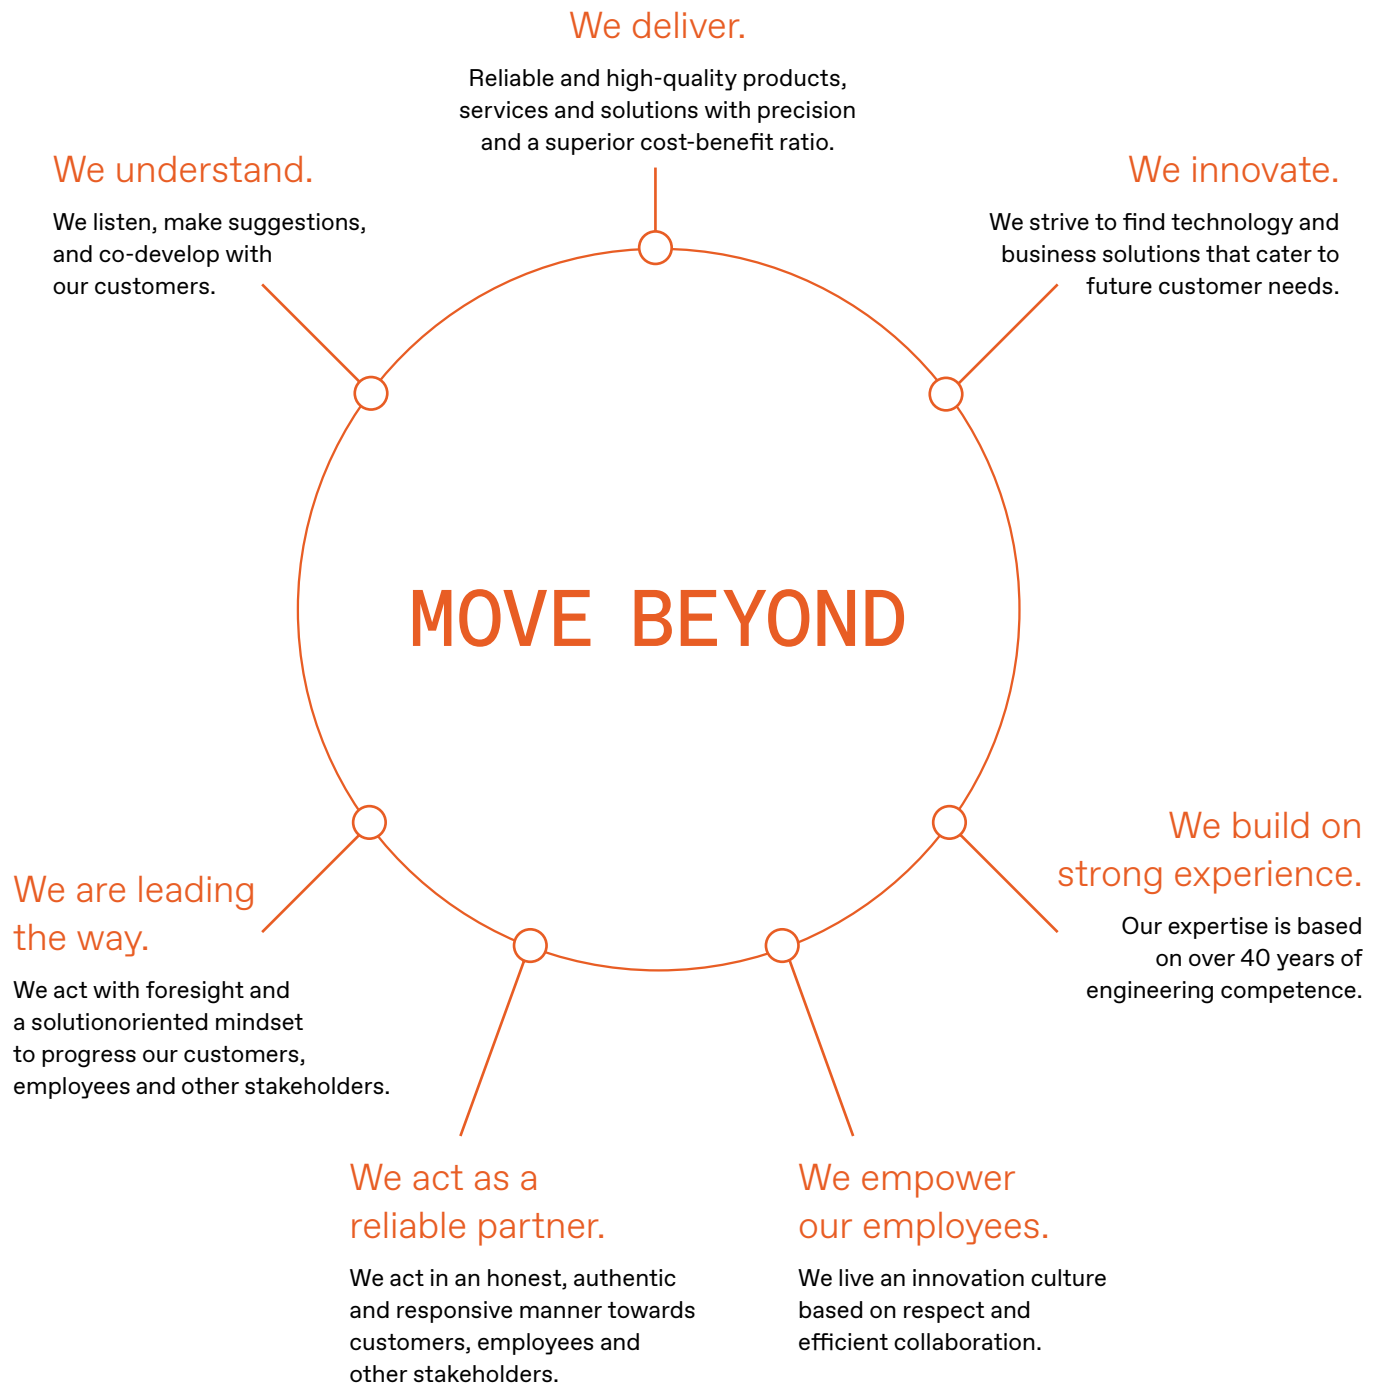 We deliver.
Reliable and high-quality products,
services and solutions with precision
and a superior cost-benefit ratio.
We understand.
We listen, make suggestions,
and co-develop with
our customers.
We innovate.
We strive to find technology and
business solutions that cater to
future customer needs.
MOVE BEYOND
We build on
strong experience.
Our expertise is based
on over 40 years of
engineering competence.
We are leading
the way.
We act with foresight and
a solutionoriented mindset
to progress our customers,
employees and other stakeholders.
We act as a
reliable partner.
We act in an honest, authentic
and responsive manner towards
customers, employees and
other stakeholders.
We empower
our employees.
We live an innovation culture
based on respect and
efficient collaboration.